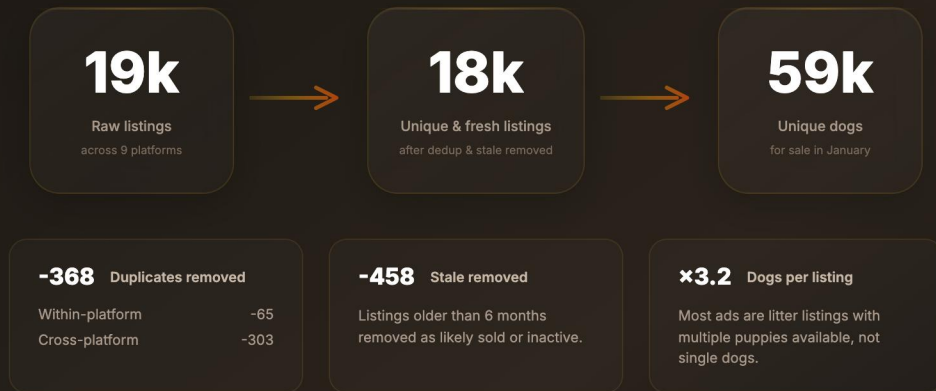 19k
Raw listings
across 9 platforms
18k
Unique & fresh listings
after dedup & stale removed
59k
Unique dogs
for sale in January
-368 Duplicates removed
Within-platform -65
Cross-platform -303
-458 Stale removed
Listings older than 6 months
removed as likely sold or inactive.
×3.2 Dogs per listing
Most ads are litter listings with
multiple puppies available, not
single dogs.